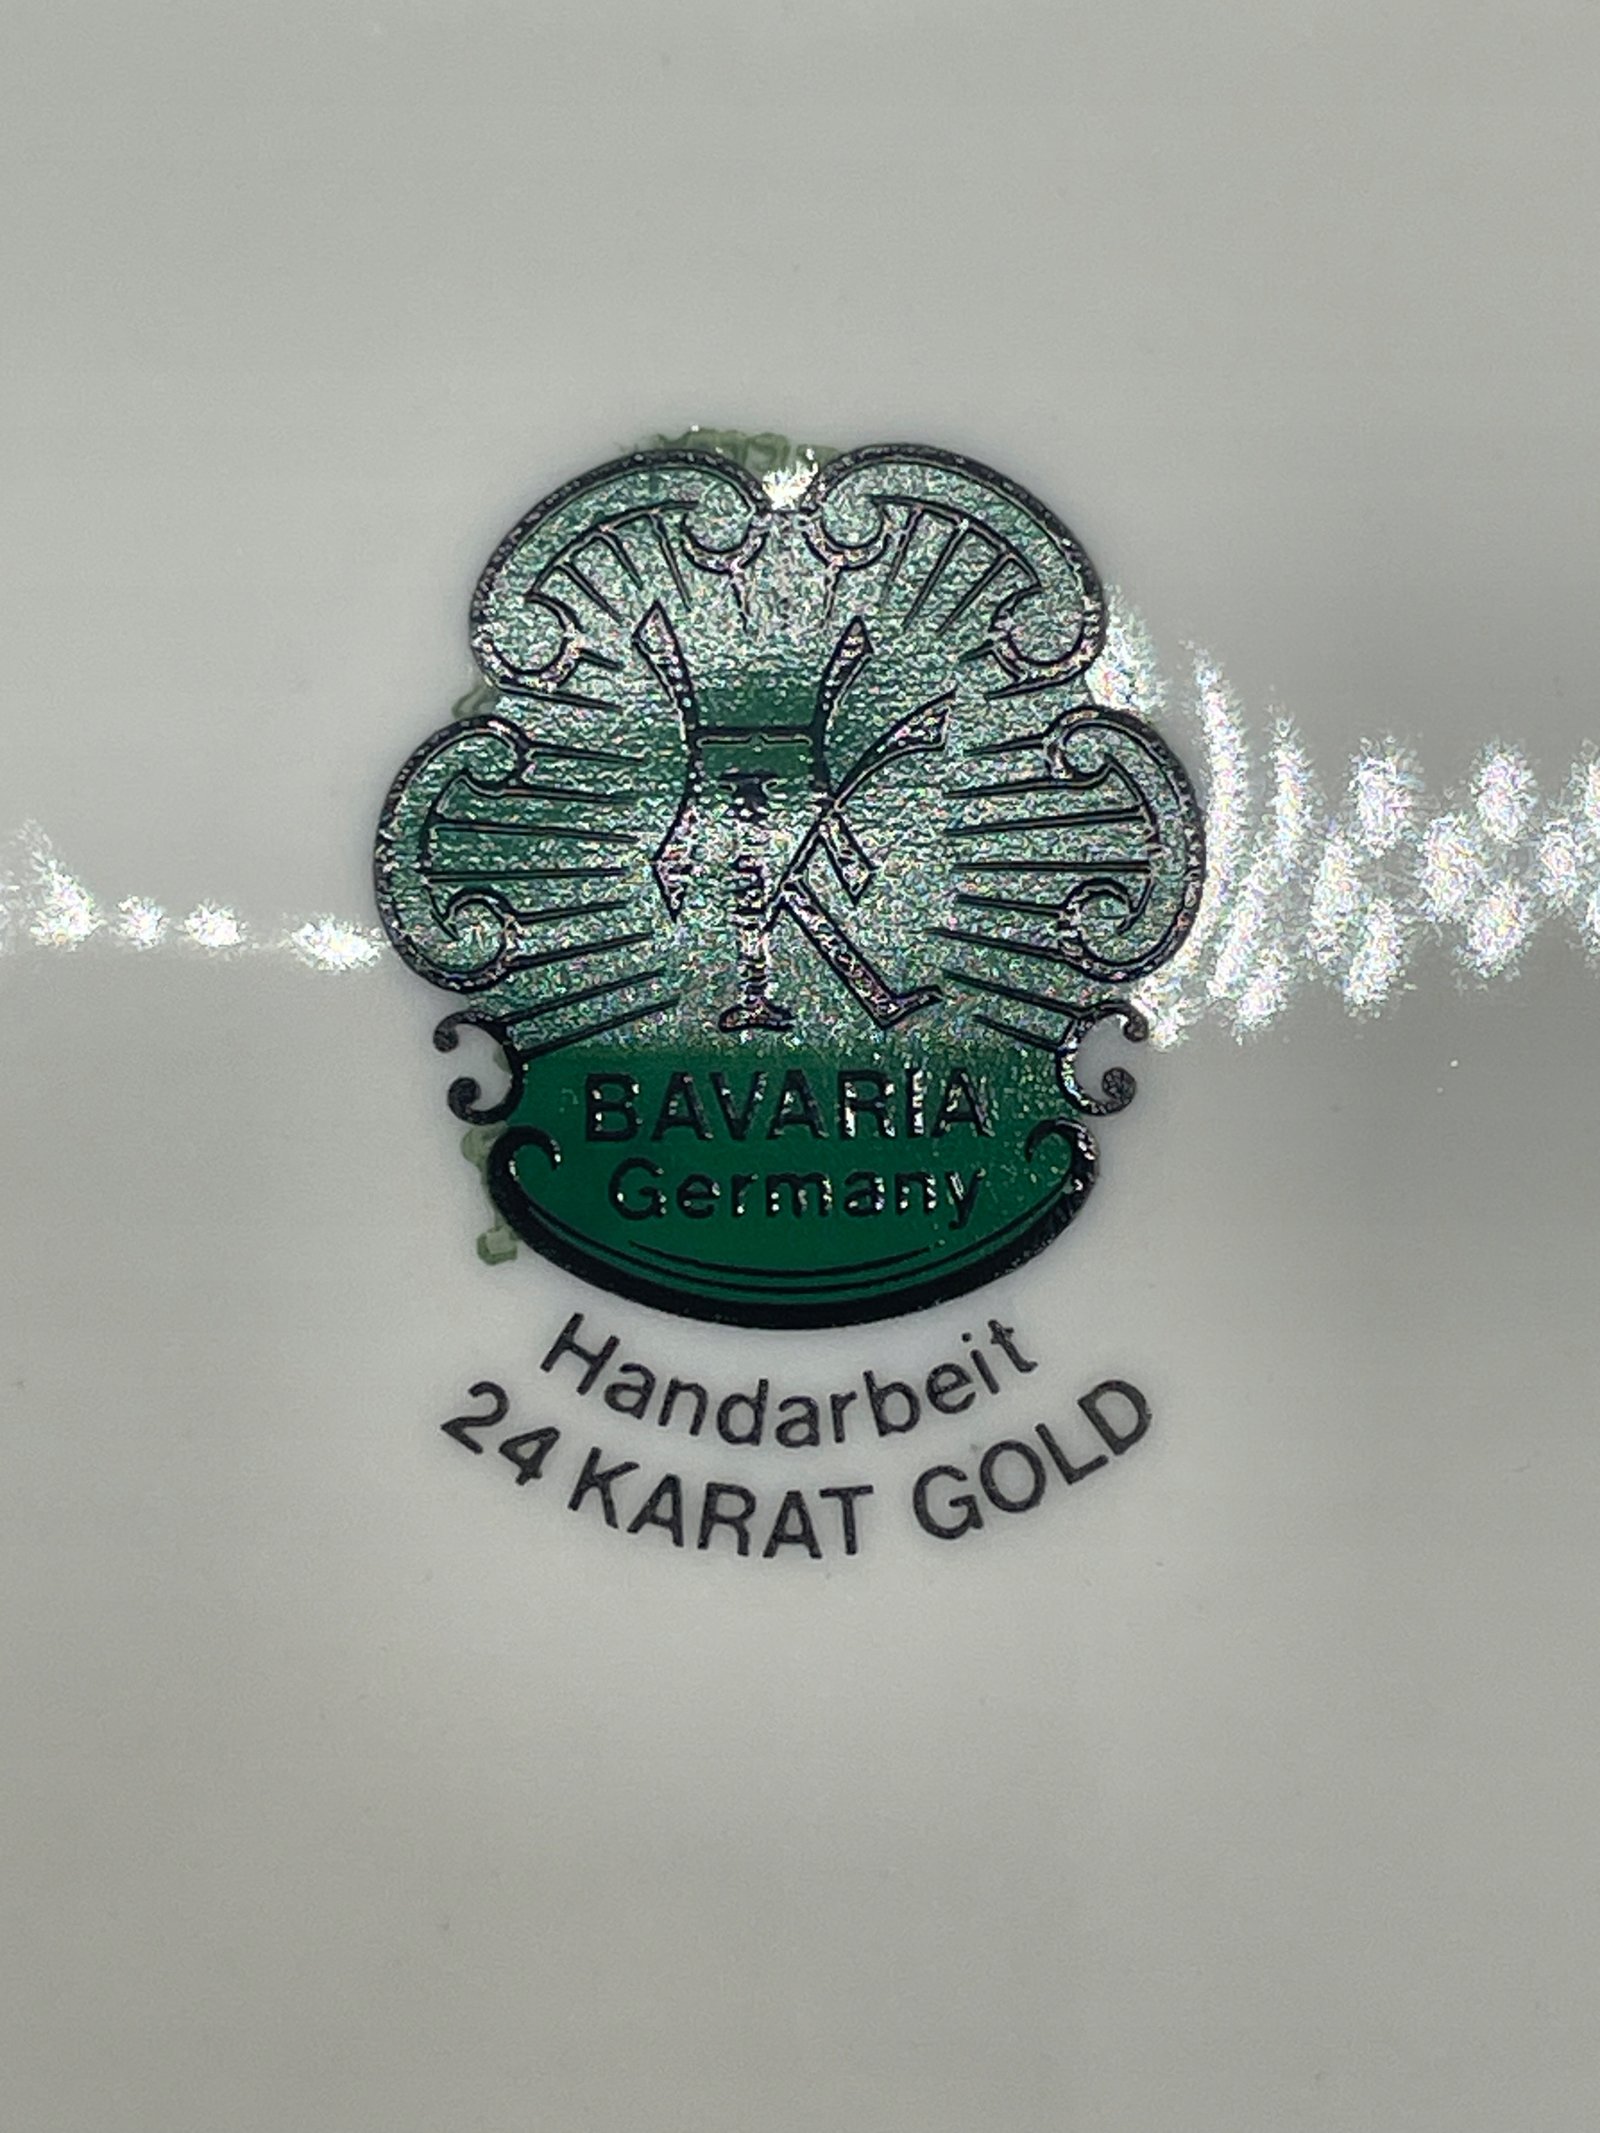 BAVARIA
Germany
Handarbeit
24 KARAT GOLD